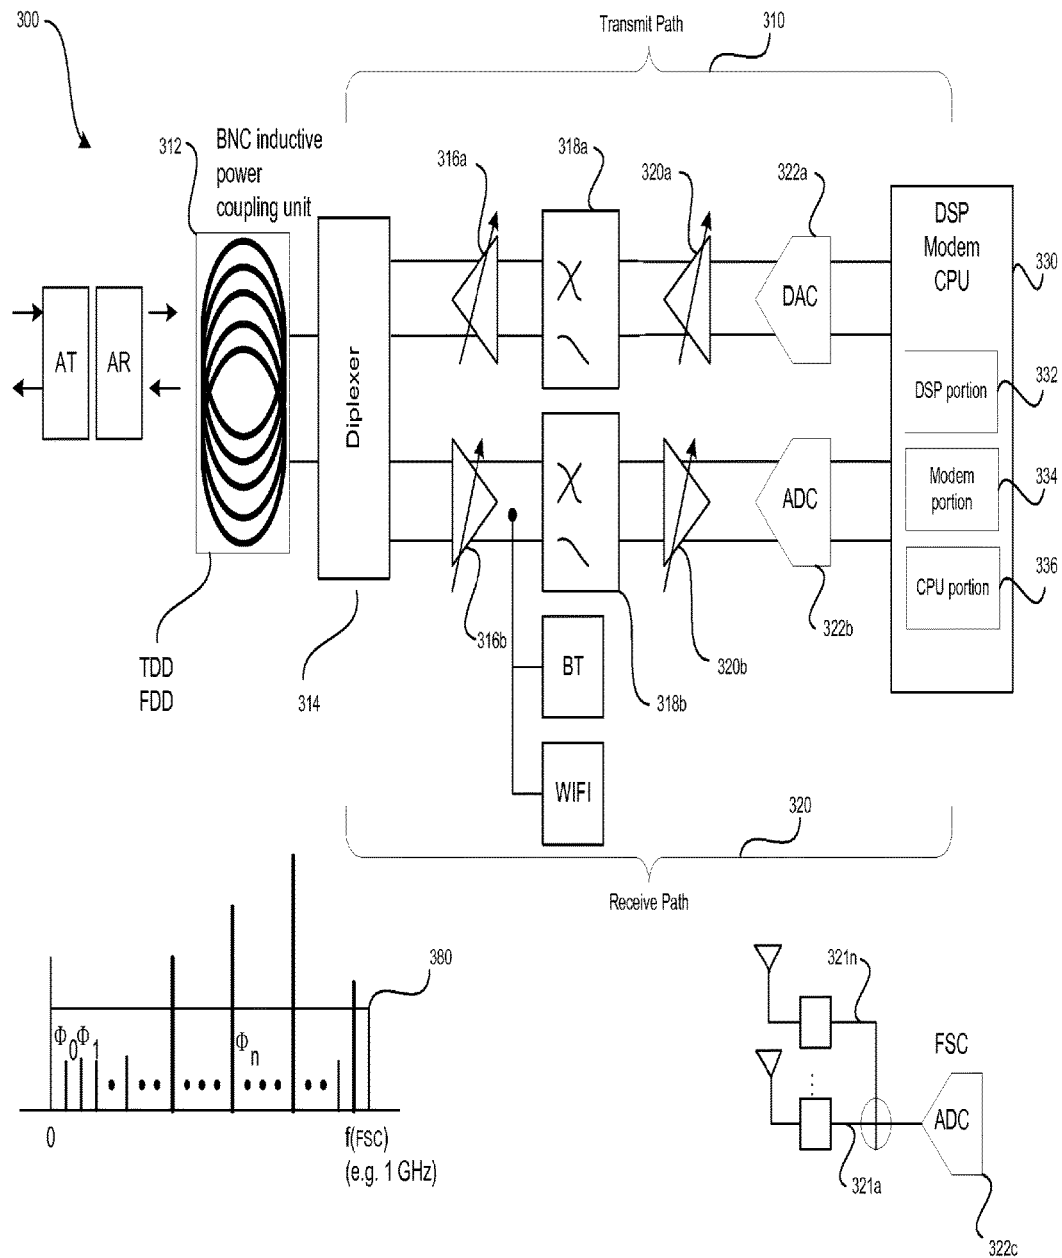 300
Transmit Path
310
312
BNC inductive
power
coupling unit
316a
318a
320a
322a
DSP
Modem
CPU
330
AT
AR
DAC
Diplexer
DSP portion
332
ADC
Modem
portion
334
CPU portion
336
TDD
FDD
314
316b
BT
318b
320b
322b
WIFI
320
Receive Path
380
Φ0Φ1
Φn
0
f(FSC)
(e.g. 1 GHz)
321n
FSC
ADC
321a
322c